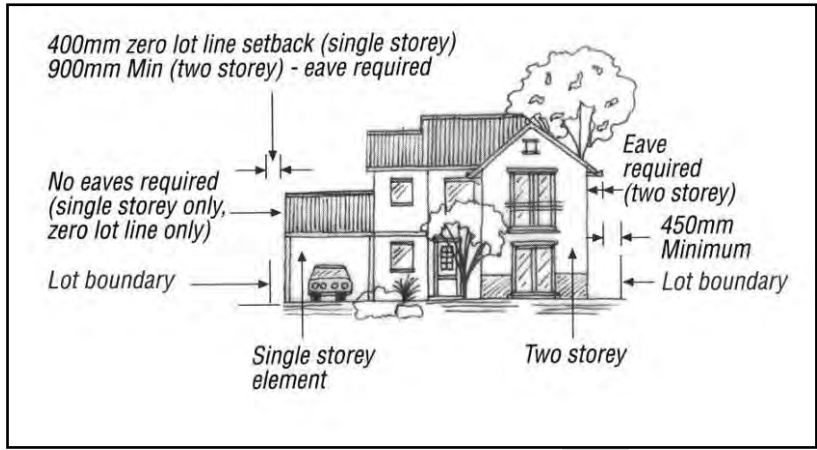 400mm zero lot line setback (single storey)
900mm Min (two storey) - eave required
No eaves required
(single storey only,
zero lot line only)
Lot boundary
Single storey
element
Two storey
Eave
required
(two storey)
450mm
Minimum
Lot boundary